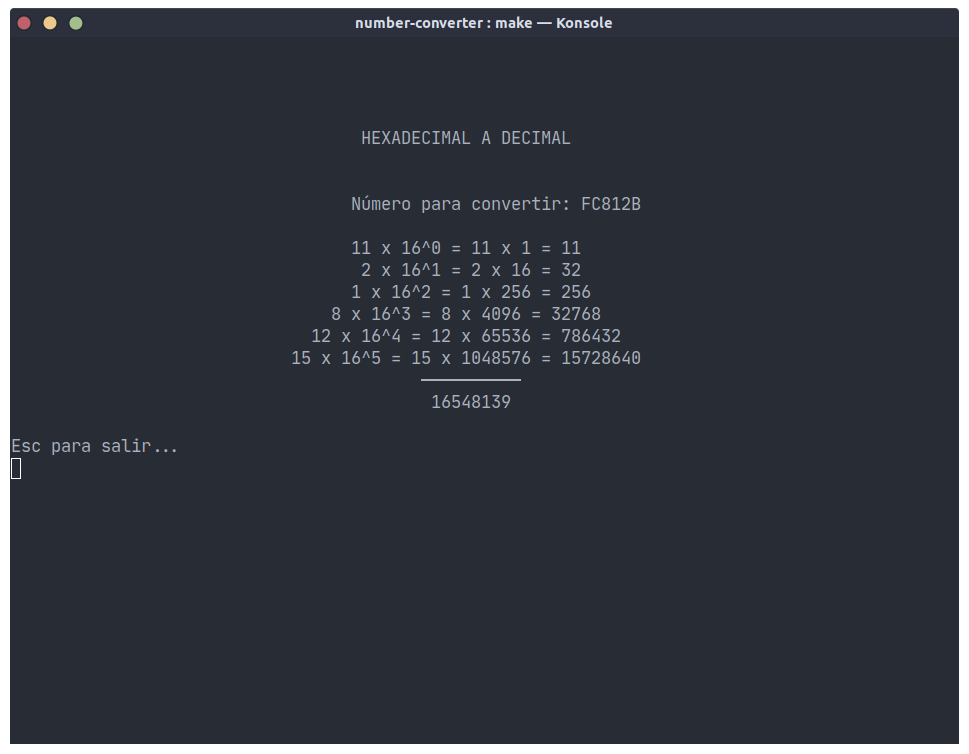 number-converter : make — Konsole
HEXADECIMAL A DECIMAL
Número para convertir: FC812B
11 x 16^0 = 11 x 1 = 11
2 x 16^1 = 2 x 16 = 32
1 x 16^2 = 1 x 256 = 256
8 x 16^3 = 8 x 4096 = 32768
12 x 16^4 = 12 x 65536 = 786432
15 x 16^5 = 15 x 1048576 = 15728640
16548139
Esc para salir...